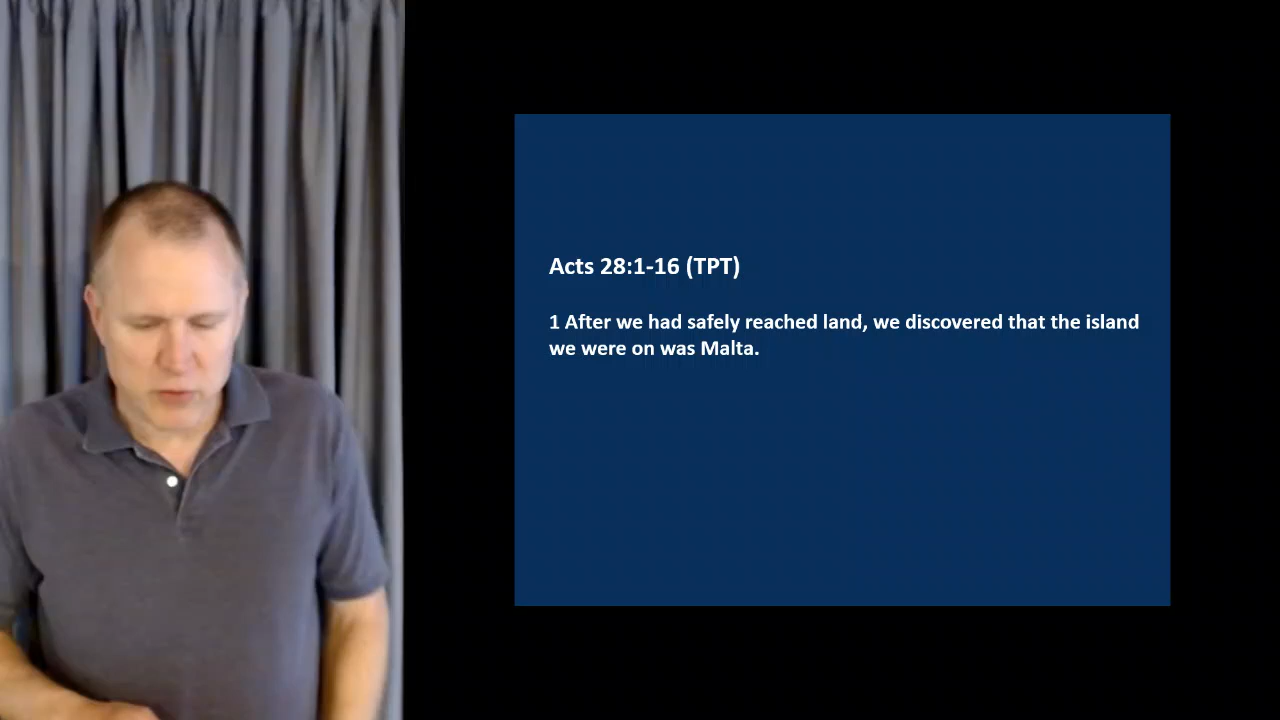 Acts 28:1-16 (TPT)
1 After we had safely reached land, we discovered that the island
we were on was Malta.